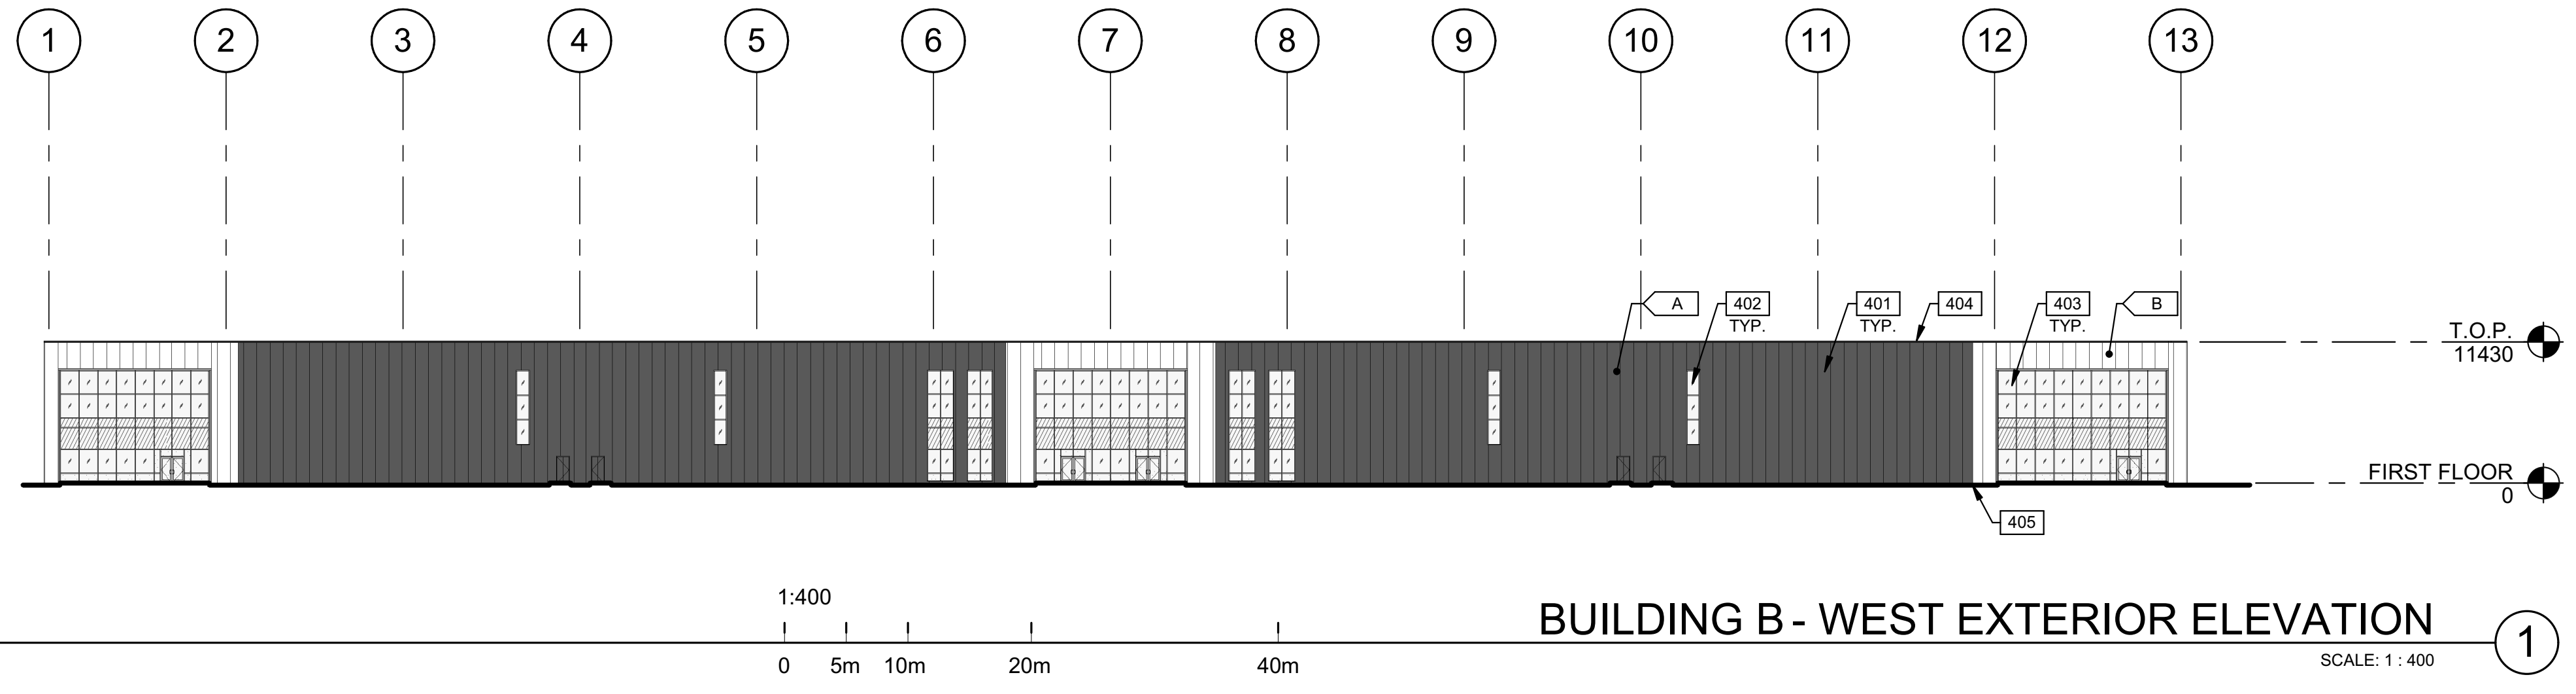 1 2 3 4 5 6 7 8 9 10 11 12 13
A 402 401 404 403 B
TYP. TYP. TYP.
T.O.P.
11430
FIRST FLOOR
0
405
1:400
0 5m 10m 20m 40m
BUILDING B - WEST EXTERIOR ELEVATION
1
SCALE: 1 : 400